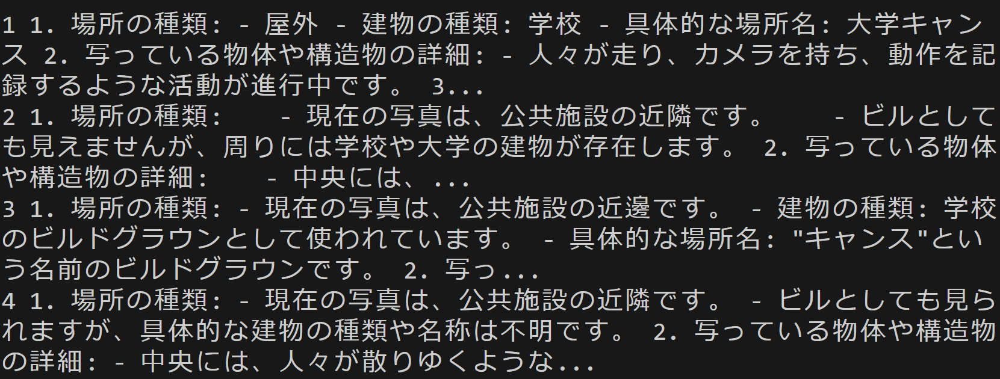 1 1. 場所の種類: - 屋外 - 建物の種類: 学校 - 具体的な場所名: 大学キャン
ス 2. 写っている物体や構造物の詳細: - 人々が走り、カメラを持ち、動作を記
録するような活動が進行中です。 3...
2 1. 場所の種類:   - 現在の写真は、公共施設の近隣です。   - ビルとして
も見えませんが、周りには学校や大学の建物が存在します。 2. 写っている物体
や構造物の詳細:   - 中央には、...
3 1. 場所の種類: - 現在の写真は、公共施設の近邊です。 - 建物の種類: 学校
のビルドグラウンとして使われています。 - 具体的な場所名: "キャンス"とい
う名前のビルドグラウンです。 2. 写っ...
4 1. 場所の種類: - 現在の写真は、公共施設の近隣です。 - ビルとしても見ら
れますが、具体的な建物の種類や名称は不明です。 2. 写っている物体や構造物
の詳細: - 中央には、人々が散りゆくような...